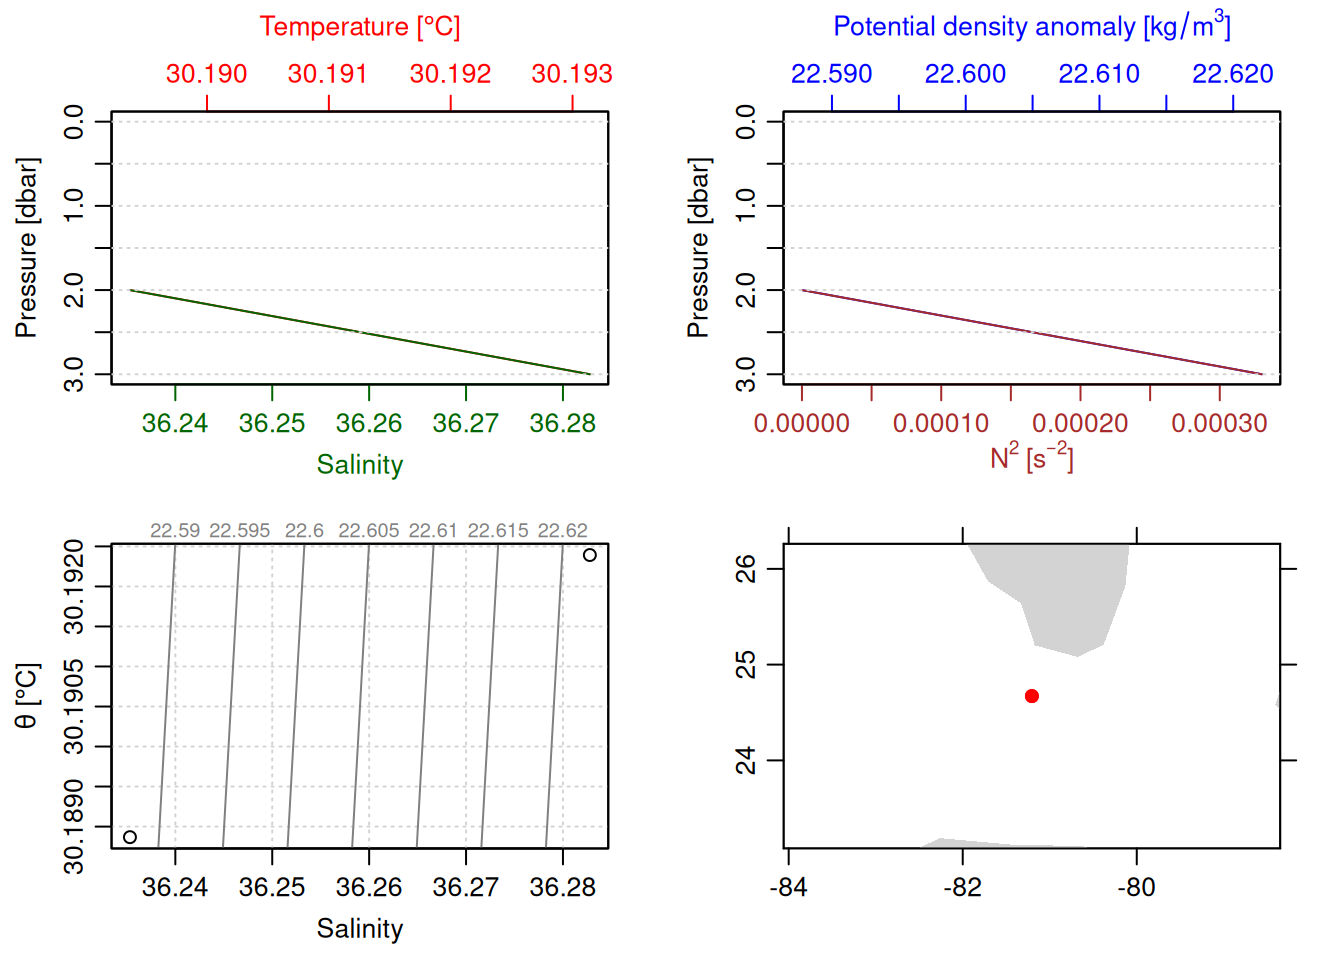 Temperature [°C]
30.190 30.191 30.192 30.193
Pressure [dbar]
0.0 1.0 2.0 3.0
36.24 36.25 36.26 36.27 36.28
Salinity
Potential density anomaly [kg/m³]
22.590 22.600 22.610 22.620
Pressure [dbar]
0.0 1.0 2.0 3.0
0.00000 0.00010 0.00020 0.00030
N² [s⁻²]
22.59 22.595 22.6 22.605 22.61 22.615 22.62
θ [°C]
30.1890 30.1905 30.1920
36.24 36.25 36.26 36.27 36.28
Salinity
26
25
24
-84 -82 -80